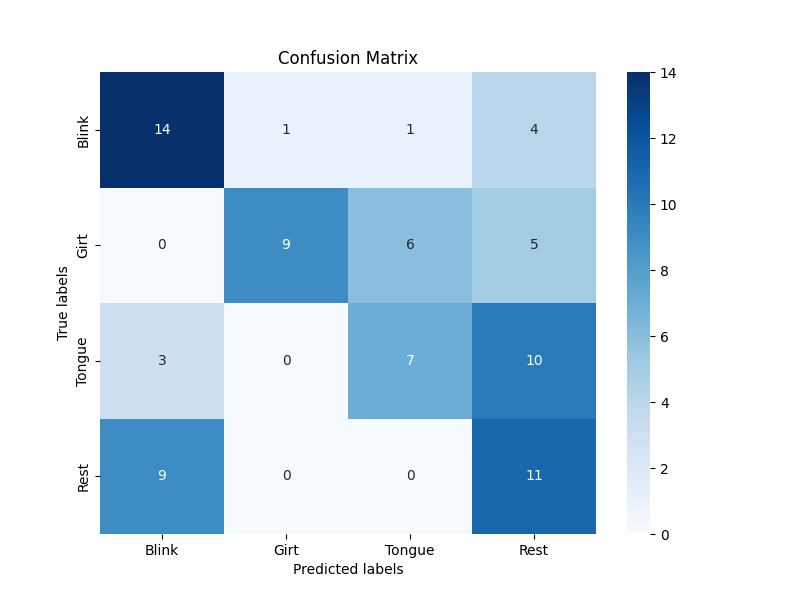 Confusion Matrix
True labels
Blink
14 1 1 4
Girt
0 9 6 5
Tongue
3 0 7 10
Rest
9 0 0 11
Blink Girt Tongue Rest
Predicted labels
14
12
10
8
6
4
2
0